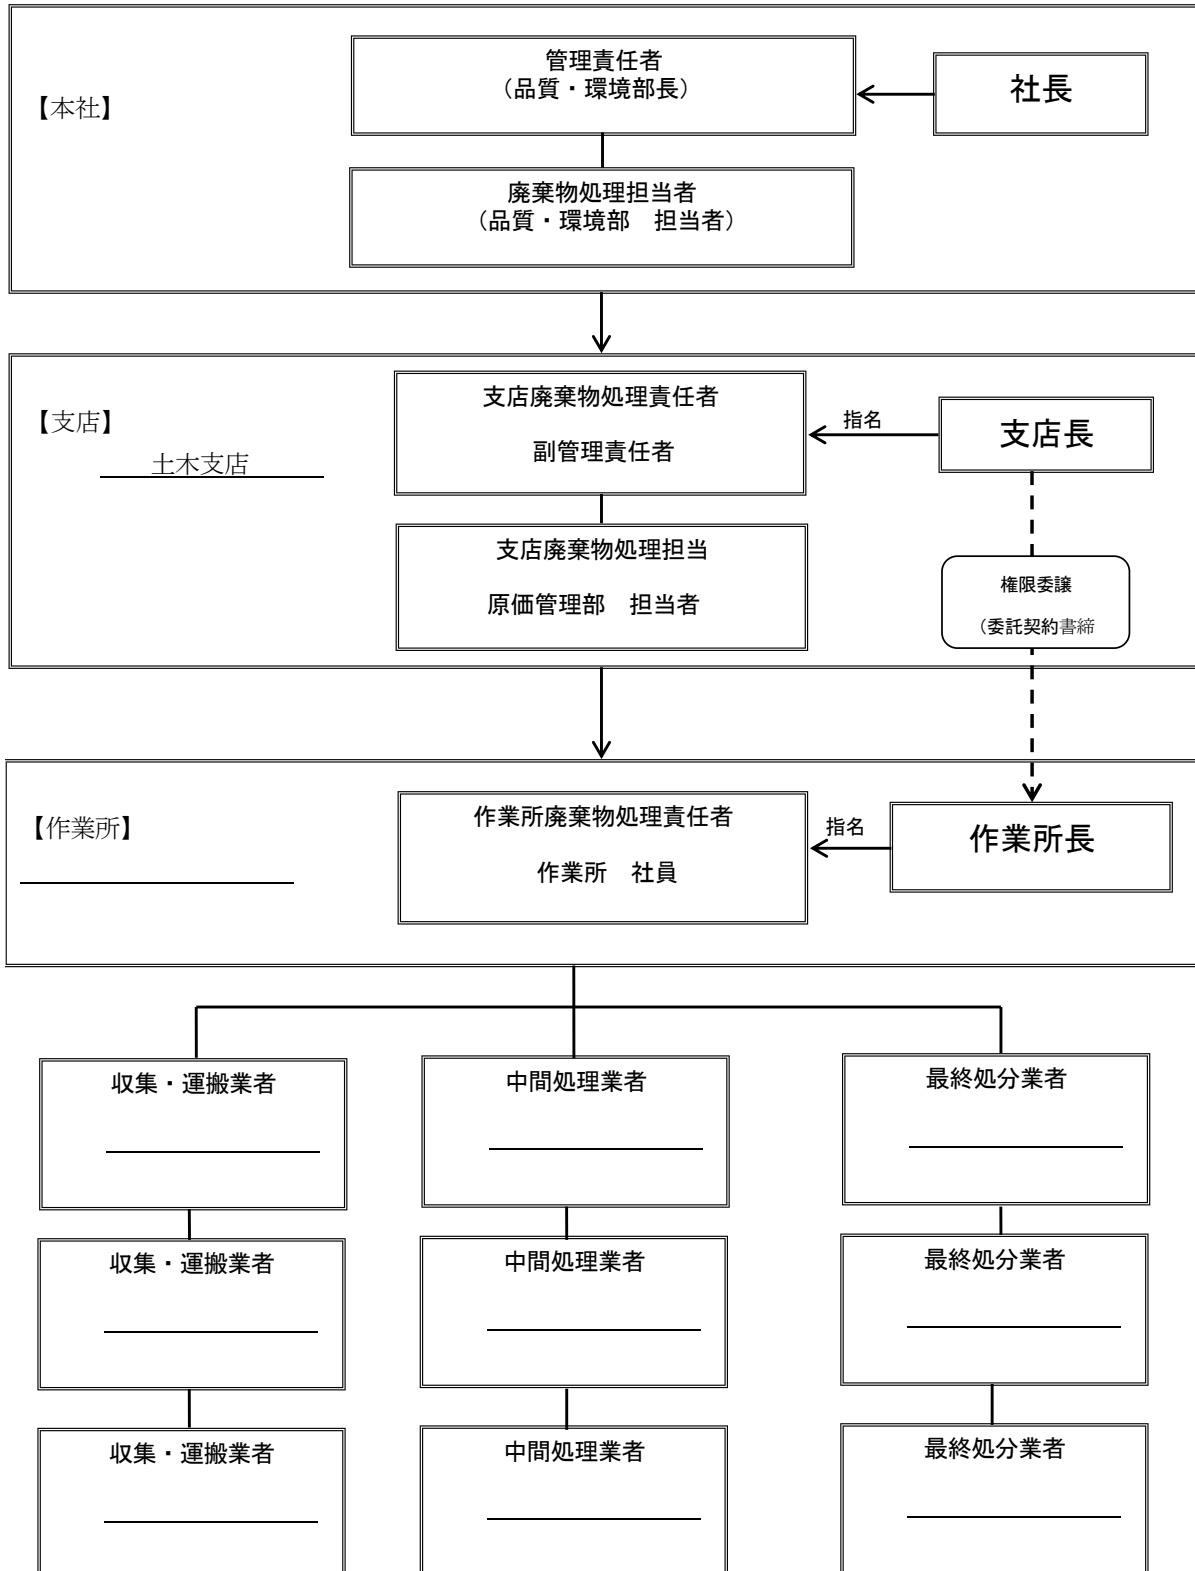 管理責任者
（品質・環境部長）
社長
【本社】
廃棄物処理担当者
（品質・環境部　担当者）
支店廃棄物処理責任者
副管理責任者
指名
支店長
【支店】
土木支店
支店廃棄物処理担当
原価管理部　担当者
権限委譲
（委託契約書締
作業所廃棄物処理責任者
作業所　社員
指名
作業所長
【作業所】
収集・運搬業者
中間処理業者
最終処分業者
収集・運搬業者
中間処理業者
最終処分業者
収集・運搬業者
中間処理業者
最終処分業者